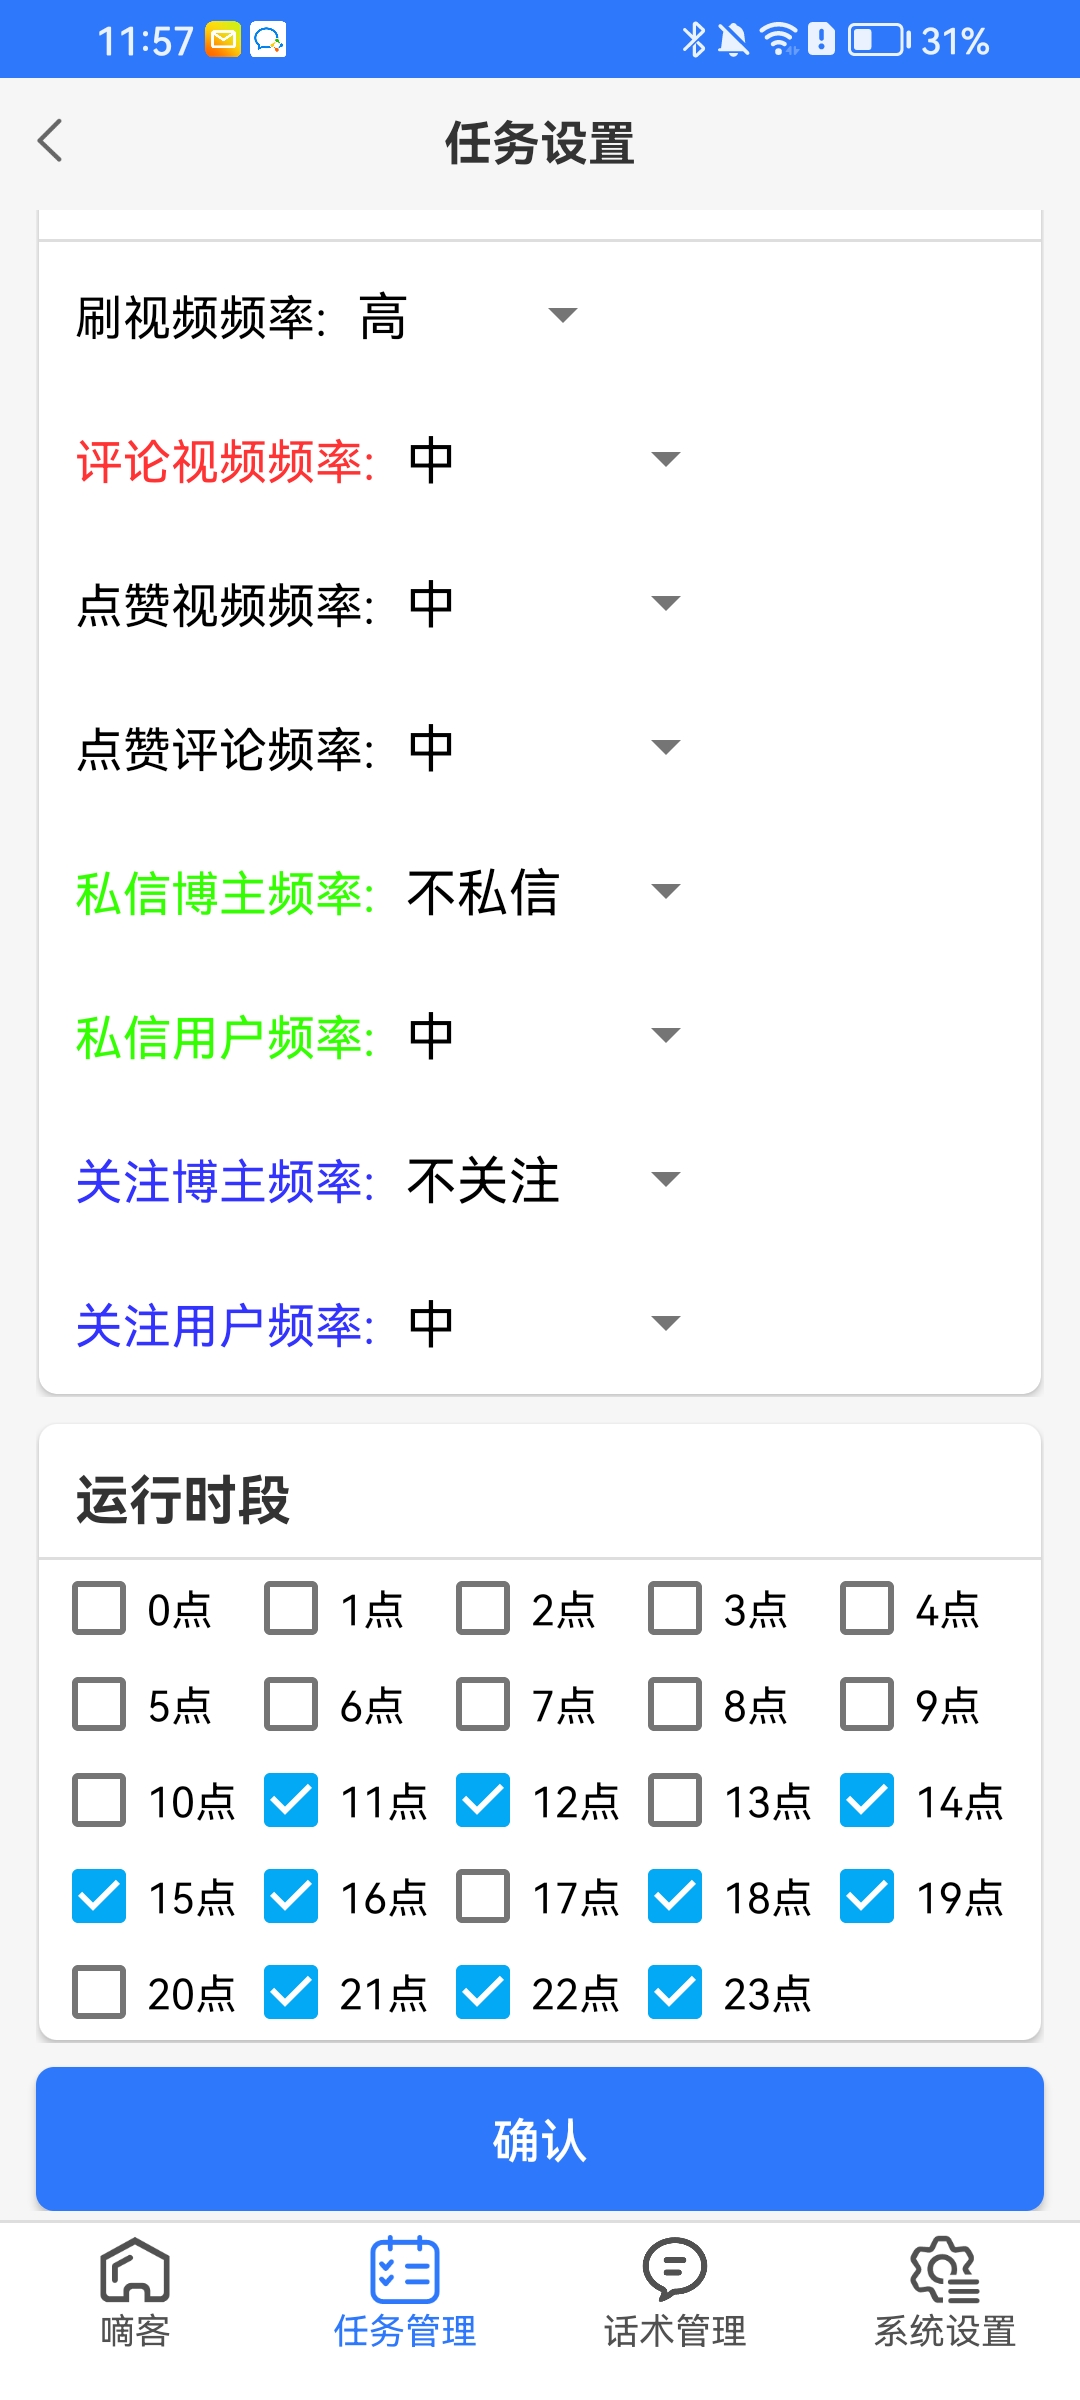 11:57 31%
任务设置
刷视频频率: 高
评论视频频率: 中
点赞视频频率: 中
点赞评论频率: 中
私信博主频率: 不私信
私信用户频率: 中
关注博主频率: 不关注
关注用户频率: 中
运行时段
0点 1点 2点 3点 4点
5点 6点 7点 8点 9点
10点 11点 12点 13点 14点
15点 16点 17点 18点 19点
20点 21点 22点 23点
确认
嘀客 任务管理 话术管理 系统设置